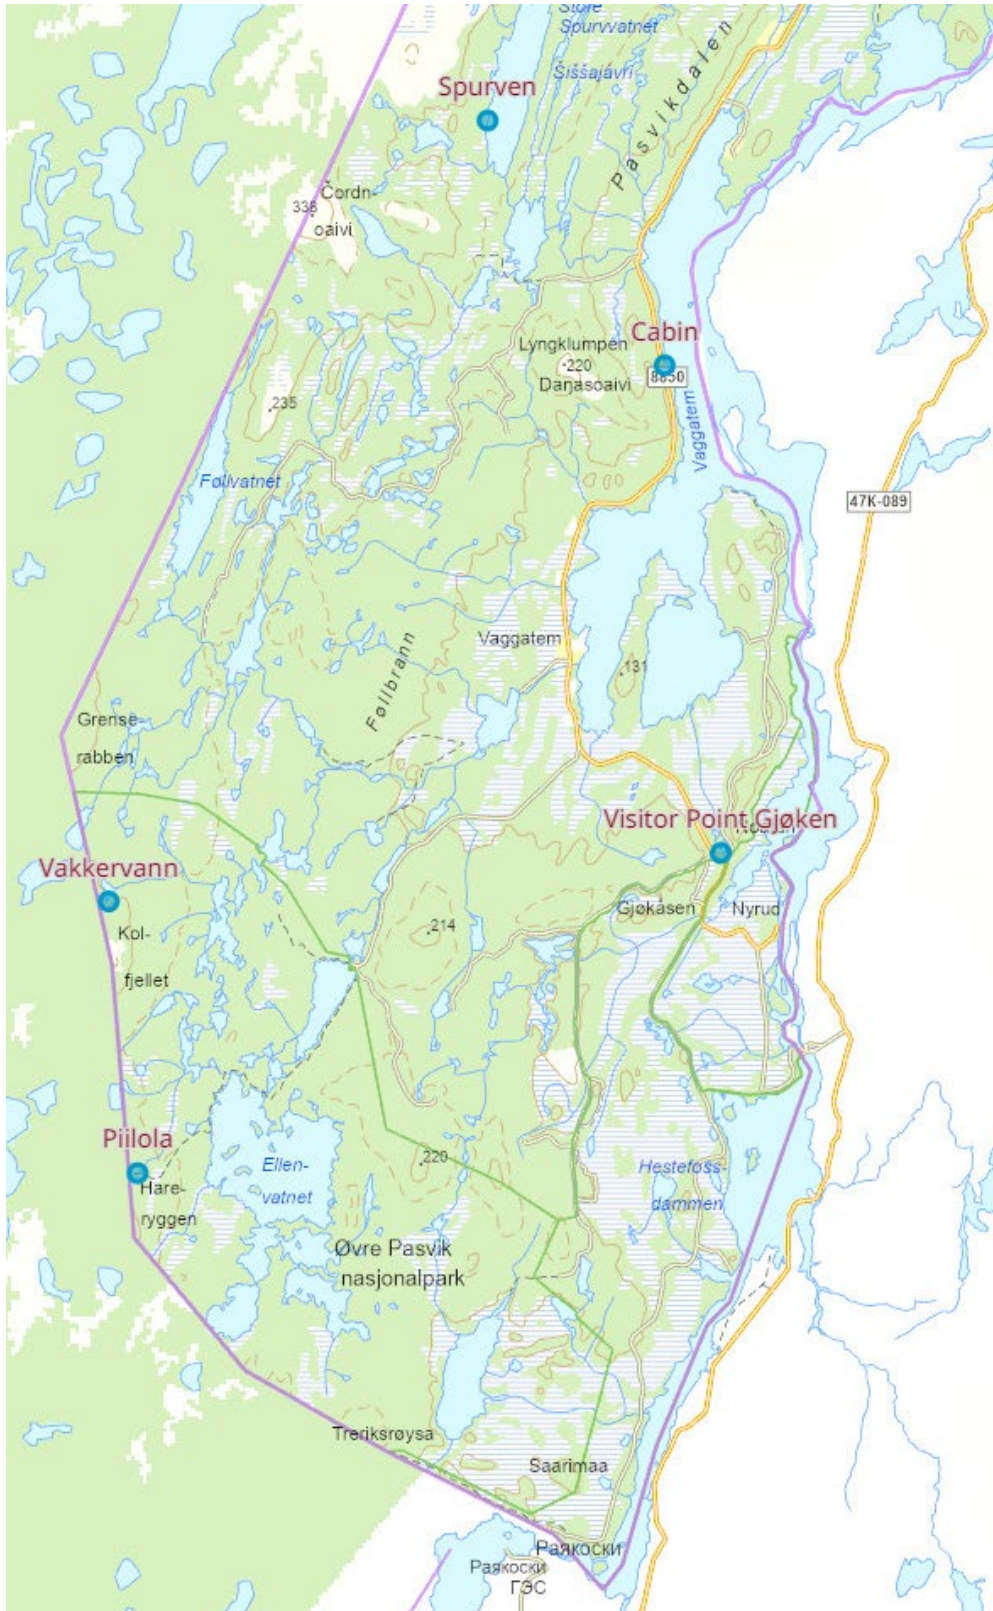 Store
Spurvvatnet
Šiššajávri
Spurven
Pasvikdalen
Čordn-
338
oaivi
Cabin
Lyngklumpen
220
Daŋasoaivi
8850
Vaggatem
235
Føllvatnet
47K-089
Vaggatem
Føllbrann
131
Grense-
rabben
Visitor Point Gjøken
Vakkervann
Gjøkåsen
Nyrud
214
Kol-
fjellet
Piilola
220
Ellen-
vatnet
Hestefoss-
dammen
Hare-
ryggen
Øvre Pasvik
nasjonalpark
Treriksrøysa
Saarimaa
Раякоски
Раякоски
ГЭС